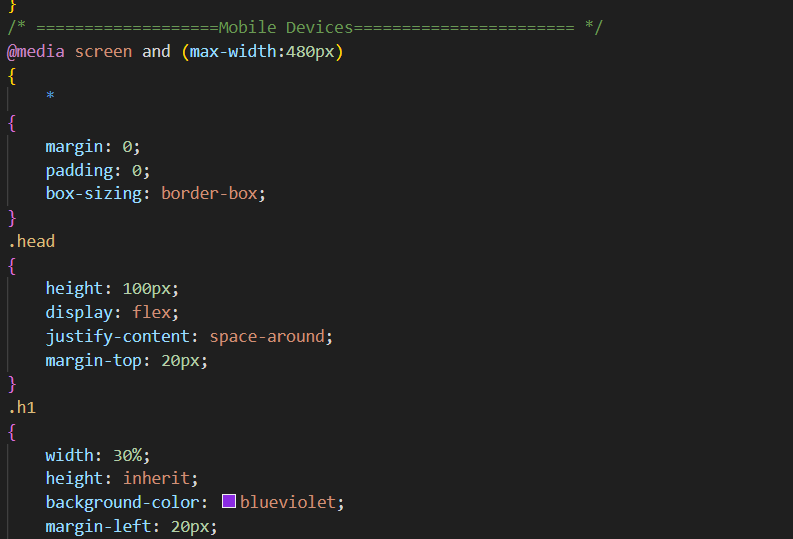 }
/* ===================Mobile Devices======================= */
@media screen and (max-width:480px)
{
    *
{
    margin: 0;
    padding: 0;
    box-sizing: border-box;
}
.head
{
    height: 100px;
    display: flex;
    justify-content: space-around;
    margin-top: 20px;
}
.h1
{
    width: 30%;
    height: inherit;
    background-color: blueviolet;
    margin-left: 20px;